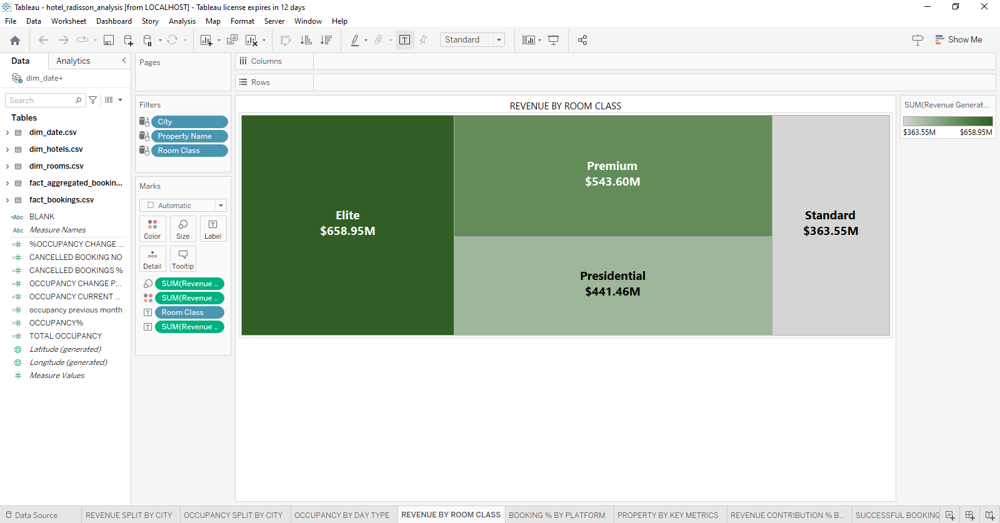 Tableau - hotel_radisson_analysis [from LOCALHOST] - Tableau license expires in 12 days
File Data Worksheet Dashboard Story Analysis Map Format Server Window Help
Standard
Show Me
Data Analytics
dim_date+
Search
Tables
dim_date.csv
dim_hotels.csv
dim_rooms.csv
fact_aggregated_bookin...
fact_bookings.csv
=Abc BLANK
Abc Measure Names
%OCCUPANCY CHANGE ...
CANCELLED BOOKING NO
CANCELLED BOOKINGS %
OCCUPANCY CHANGE P...
OCCUPANCY CURRENT ...
occupancy previous month
OCCUPANCY%
TOTAL OCCUPANCY
Latitude (generated)
Longitude (generated)
Measure Values
Pages
Filters
City
Property Name
Room Class
Marks
Automatic
Color Size Label
Detail Tooltip
SUM(Revenue ..
SUM(Revenue ..
Room Class
SUM(Revenue ..
Columns
Rows
REVENUE BY ROOM CLASS
Elite
$658.95M
Premium
$543.60M
Presidential
$441.46M
Standard
$363.55M
SUM(Revenue Generat...
$363.55M $658.95M
Data Source REVENUE SPLIT BY CITY OCCUPANCY SPLIT BY CITY OCCUPANCY BY DAY TYPE REVENUE BY ROOM CLASS BOOKING % BY PLATFORM PROPERTY BY KEY METRICS REVENUE CONTRIBUTION % B... SUCCESSFUL BOOKING